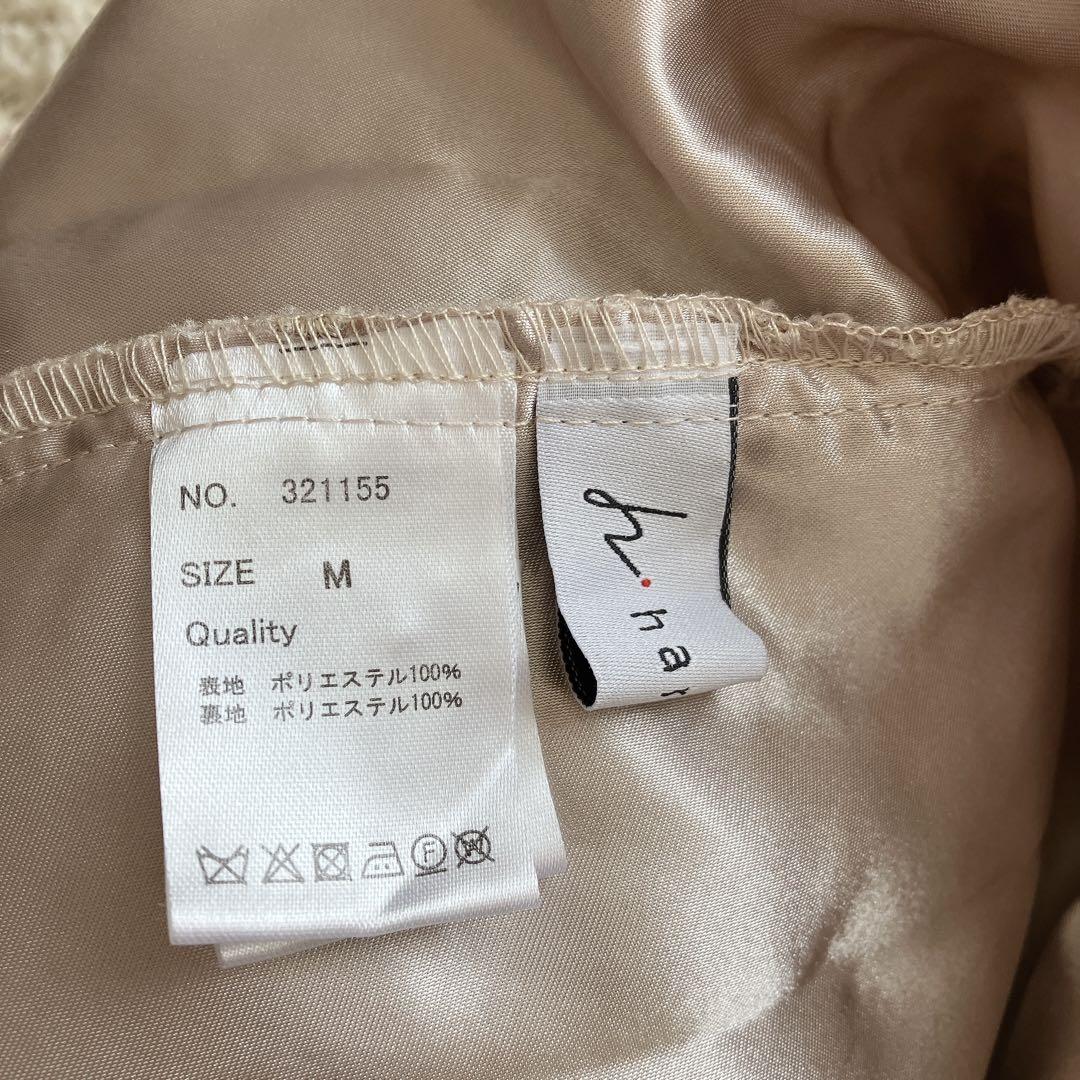 NO. 321155
SIZE M
Quality
表地 ポリエステル100%
裏地 ポリエステル100%
F
W
h.